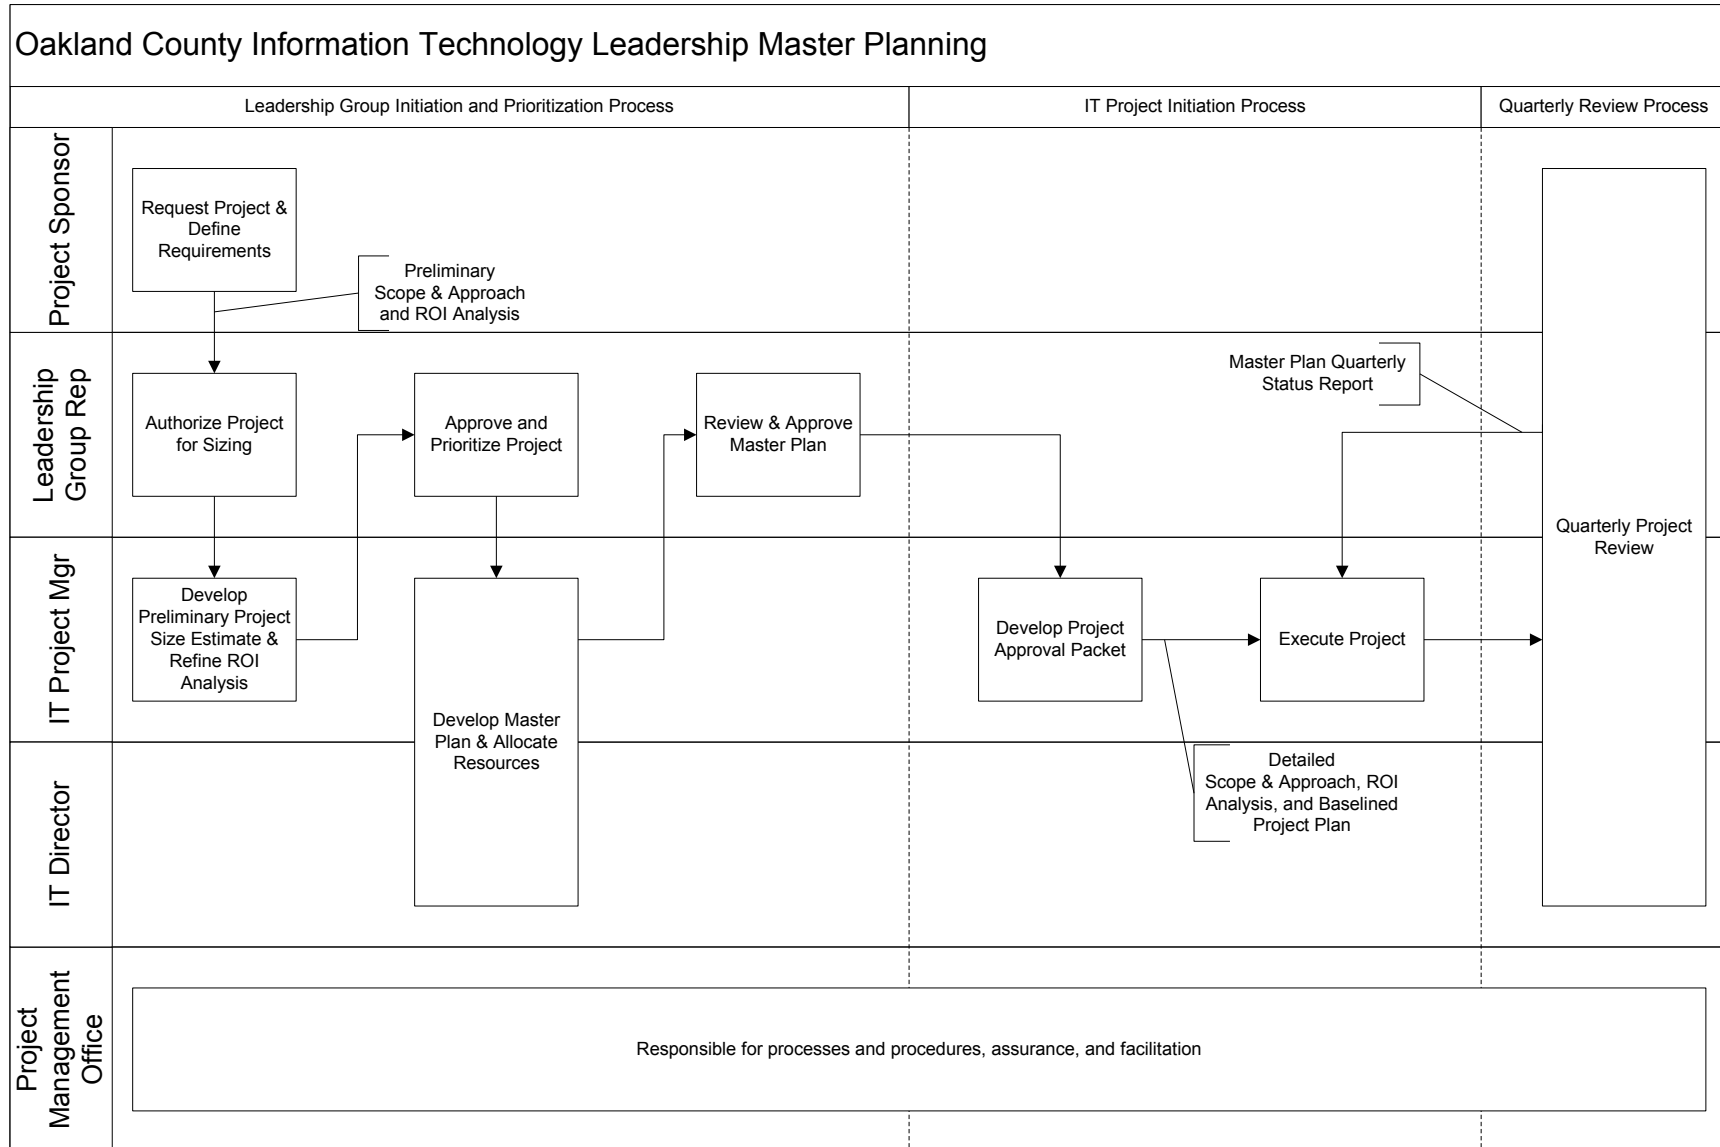 Oakland County Information Technology Leadership Master Planning
Leadership Group Initiation and Prioritization Process
IT Project Initiation Process
Quarterly Review Process
Project Sponsor
Request Project &
Define
Requirements
Preliminary
Scope & Approach
and ROI Analysis
Leadership
Group Rep
Authorize Project
for Sizing
Approve and
Prioritize Project
Review & Approve
Master Plan
Master Plan Quarterly
Status Report
Quarterly Project
Review
IT Project Mgr
Develop
Preliminary Project
Size Estimate &
Refine ROI
Analysis
Develop Master
Plan & Allocate
Resources
Develop Project
Approval Packet
Execute Project
IT Director
Detailed
Scope & Approach, ROI
Analysis, and Baselined
Project Plan
Project
Management
Office
Responsible for processes and procedures, assurance, and facilitation